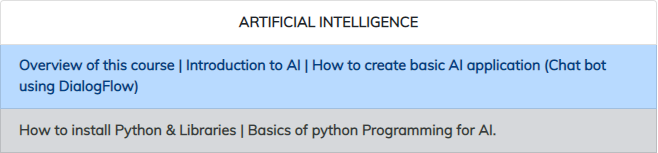 ARTIFICIAL INTELLIGENCE
Overview of this course | Introduction to AI | How to create basic AI application (Chat bot
using DialogFlow)
How to install Python & Libraries | Basics of python Programming for AI.